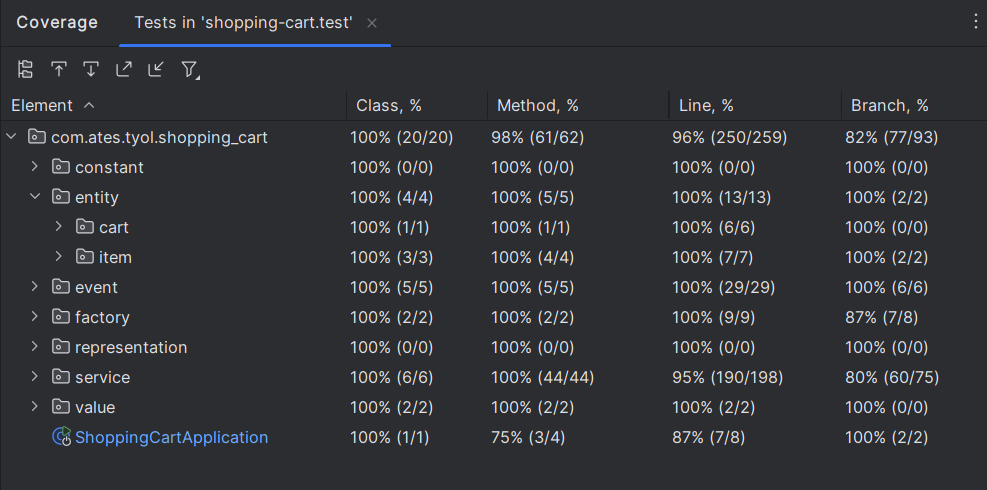 Coverage Tests in 'shopping-cart.test'
Element Class, % Method, % Line, % Branch, %
com.ates.tyol.shopping_cart 100% (20/20) 98% (61/62) 96% (250/259) 82% (77/93)
constant 100% (0/0) 100% (0/0) 100% (0/0) 100% (0/0)
entity 100% (4/4) 100% (5/5) 100% (13/13) 100% (2/2)
cart 100% (1/1) 100% (1/1) 100% (6/6) 100% (0/0)
item 100% (3/3) 100% (4/4) 100% (7/7) 100% (2/2)
event 100% (5/5) 100% (5/5) 100% (29/29) 100% (6/6)
factory 100% (2/2) 100% (2/2) 100% (9/9) 87% (7/8)
representation 100% (0/0) 100% (0/0) 100% (0/0) 100% (0/0)
service 100% (6/6) 100% (44/44) 95% (190/198) 80% (60/75)
value 100% (2/2) 100% (2/2) 100% (2/2) 100% (0/0)
ShoppingCartApplication 100% (1/1) 75% (3/4) 87% (7/8) 100% (2/2)